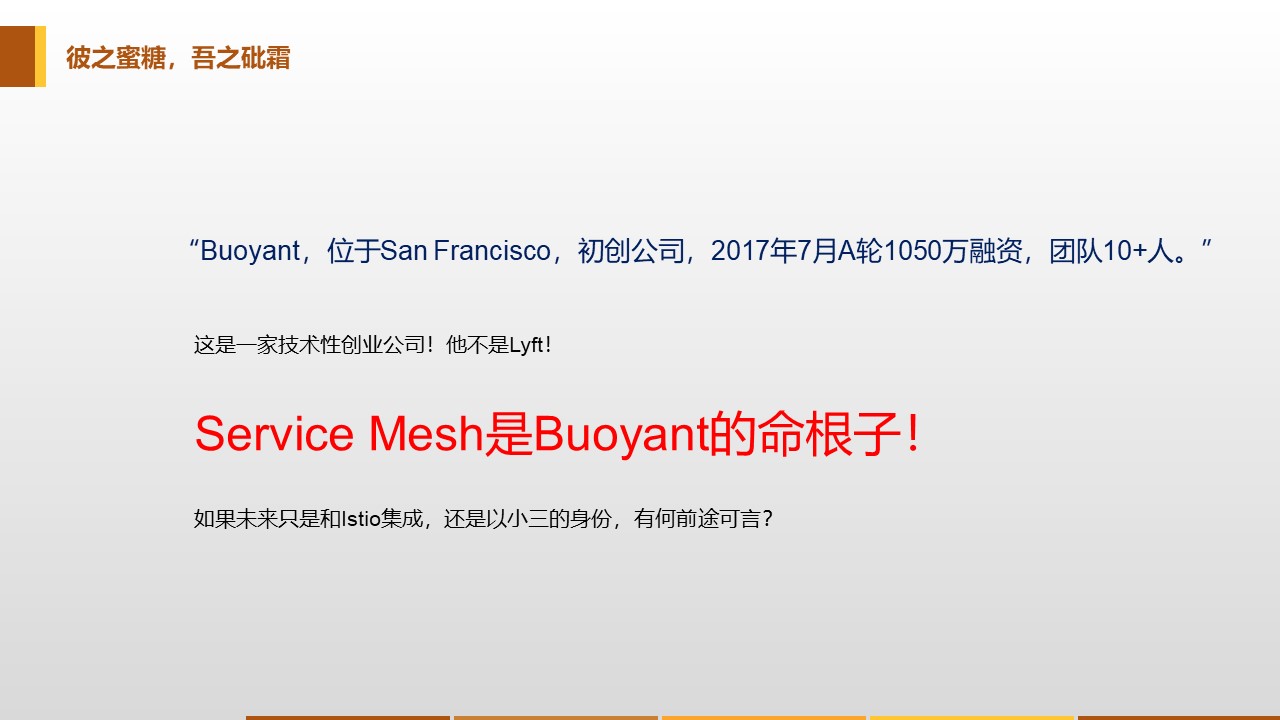 彼之蜜糖，吾之砒霜
“Buoyant，位于San Francisco，初创公司，2017年7月A轮1050万融资，团队10+人。”
这是一家技术性创业公司！他不是Lyft！
Service Mesh是Buoyant的命根子！
如果未来只是和Istio集成，还是以小三的身份，有何前途可言？